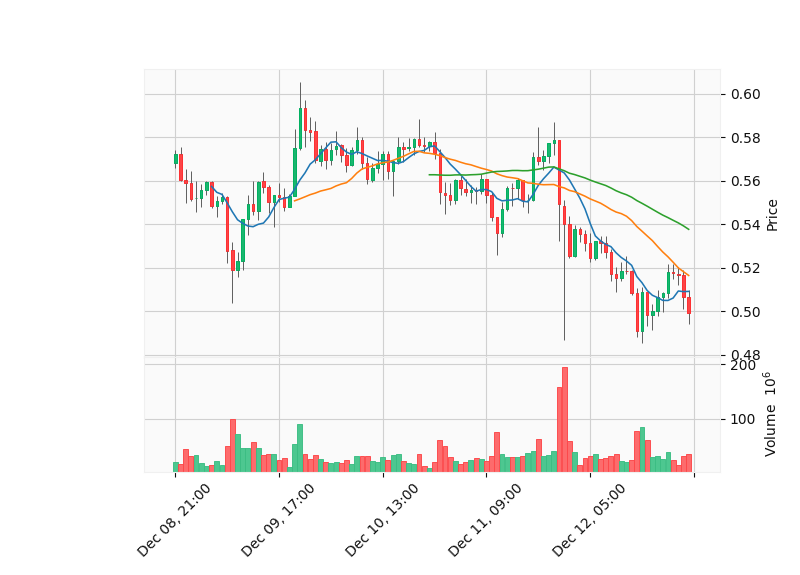 0.60
0.58
0.56
0.54
0.52
0.50
0.48
Price
200
100
Volume 10⁶
Dec 08, 21:00
Dec 09, 17:00
Dec 10, 13:00
Dec 11, 09:00
Dec 12, 05:00